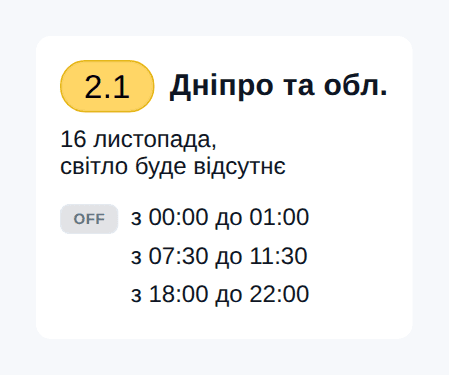 2.1 Дніпро та обл.
16 листопада,
світло буде відсутнє
OFF з 00:00 до 01:00
з 07:30 до 11:30
з 18:00 до 22:00